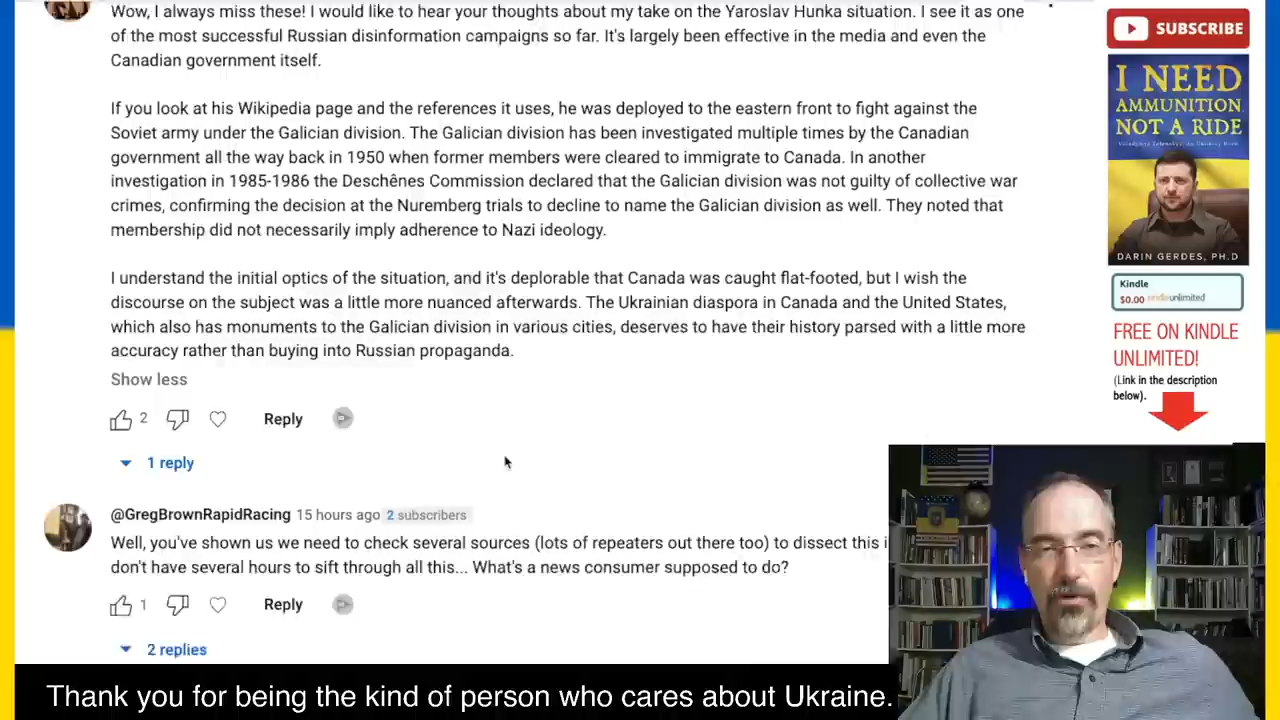 Wow, I always miss these! I would like to hear your thoughts about my take on the Yaroslav Hunka situation. I see it as one
of the most successful Russian disinformation campaigns so far. It's largely been effective in the media and even the
Canadian government itself.
If you look at his Wikipedia page and the references it uses, he was deployed to the eastern front to fight against the
Soviet army under the Galician division. The Galician division has been investigated multiple times by the Canadian
government all the way back in 1950 when former members were cleared to immigrate to Canada. In another
investigation in 1985-1986 the Deschênes Commission declared that the Galician division was not guilty of collective war
crimes, confirming the decision at the Nuremberg trials to decline to name the Galician division as well. They noted that
membership did not necessarily imply adherence to Nazi ideology.
I understand the initial optics of the situation, and it's deplorable that Canada was caught flat-footed, but I wish the
discourse on the subject was a little more nuanced afterwards. The Ukrainian diaspora in Canada and the United States,
which also has monuments to the Galician division in various cities, deserves to have their history parsed with a little more
accuracy rather than buying into Russian propaganda.
Show less
2
Reply
1 reply
@GregBrownRapidRacing 15 hours ago 2 subscribers
Well, you've shown us we need to check several sources (lots of repeaters out there too) to dissect this i
don't have several hours to sift through all this... What's a news consumer supposed to do?
1
Reply
2 replies
SUBSCRIBE
I NEED
AMMUNITION
NOT A RIDE
DARIN GERDES, PH.D
Kindle
$0.00 kindleunlimited
FREE ON KINDLE
UNLIMITED!
(Link in the description
below).
Thank you for being the kind of person who cares about Ukraine.